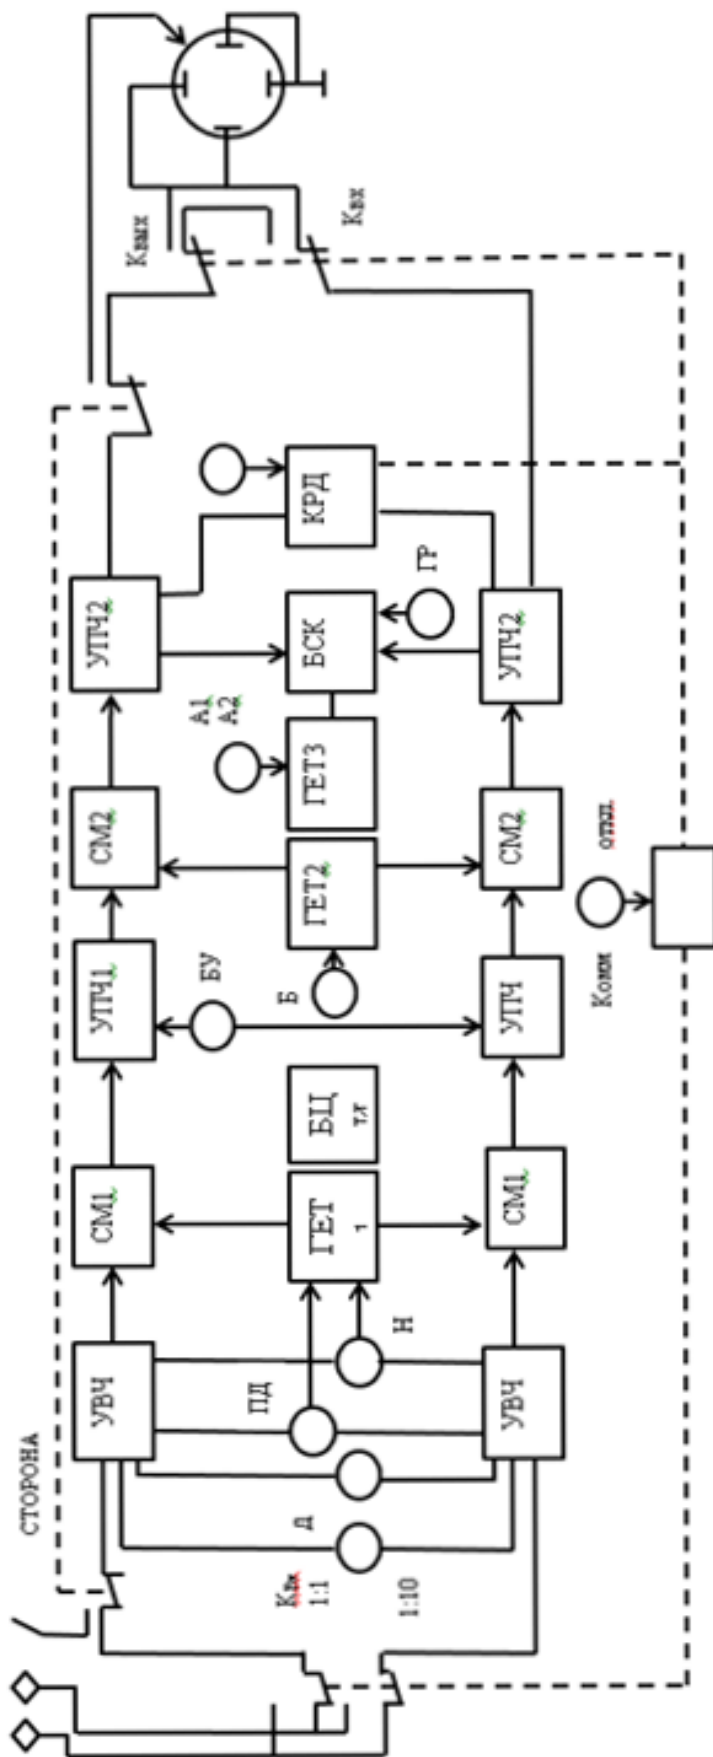 СТОРОНА
Квх
1:1
1:10
Д
ПД
Н
УВЧ
СМ1
УПЧ1
СМ2
УПЧ2
ГЕТ
1
БЦ
тл
БУ
Б
ГЕТ2
ГЕТ3
А1
А2
БСК
КРД
ГР
УВЧ
СМ1
УПЧ
СМ2
УПЧ2
Комм
откл
Квых
Квх